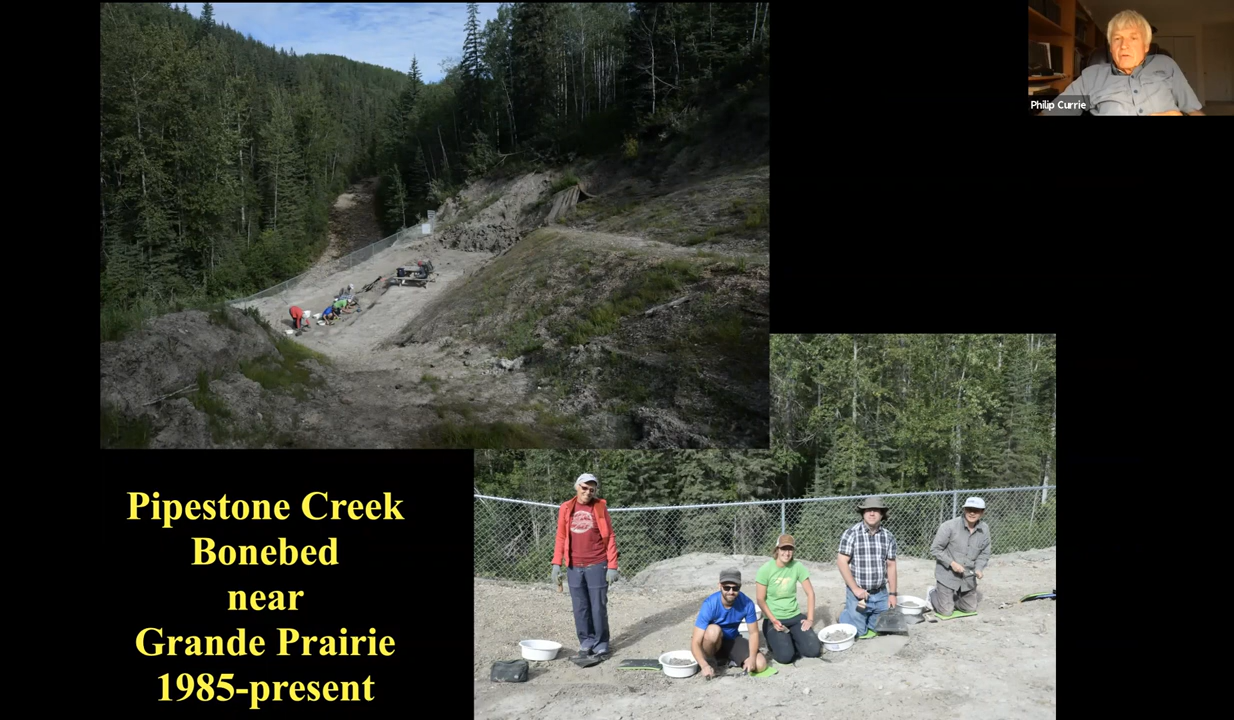 Philip Currie
Pipestone Creek
Bonebed
near
Grande Prairie
1985-present